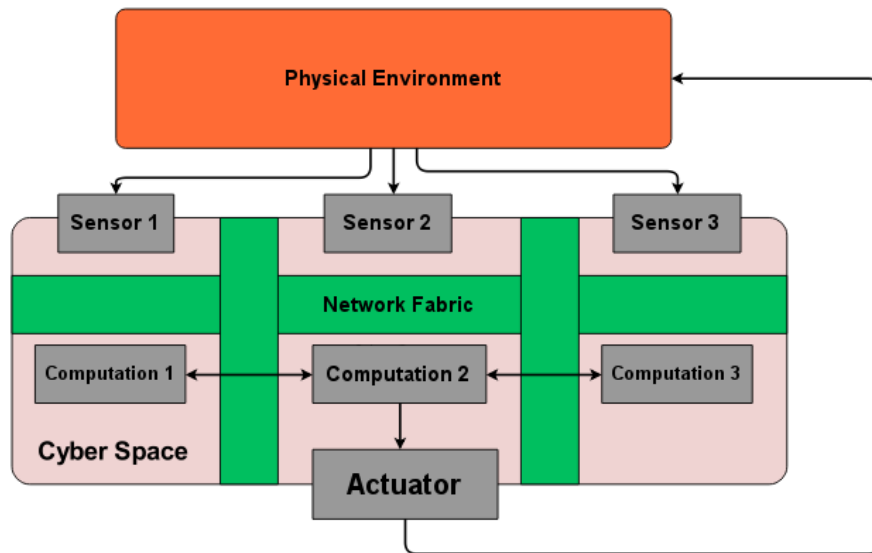 Physical Environment
Sensor 1
Sensor 2
Sensor 3
Network Fabric
Computation 1
Computation 2
Computation 3
Cyber Space
Actuator